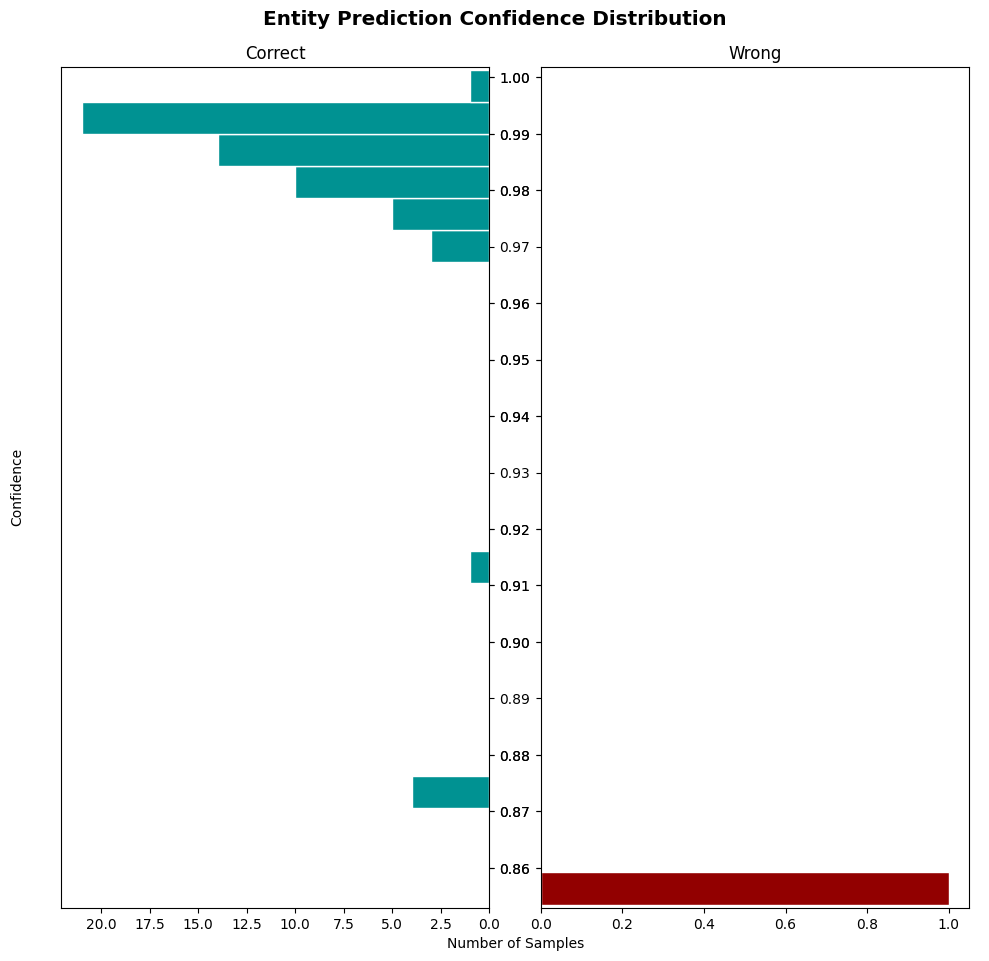 Entity Prediction Confidence Distribution
Correct
Wrong
Confidence
1.00
0.99
0.98
0.97
0.96
0.95
0.94
0.93
0.92
0.91
0.90
0.89
0.88
0.87
0.86
20.0 17.5 15.0 12.5 10.0 7.5 5.0 2.5 0.0
0.0 0.2 0.4 0.6 0.8 1.0
Number of Samples